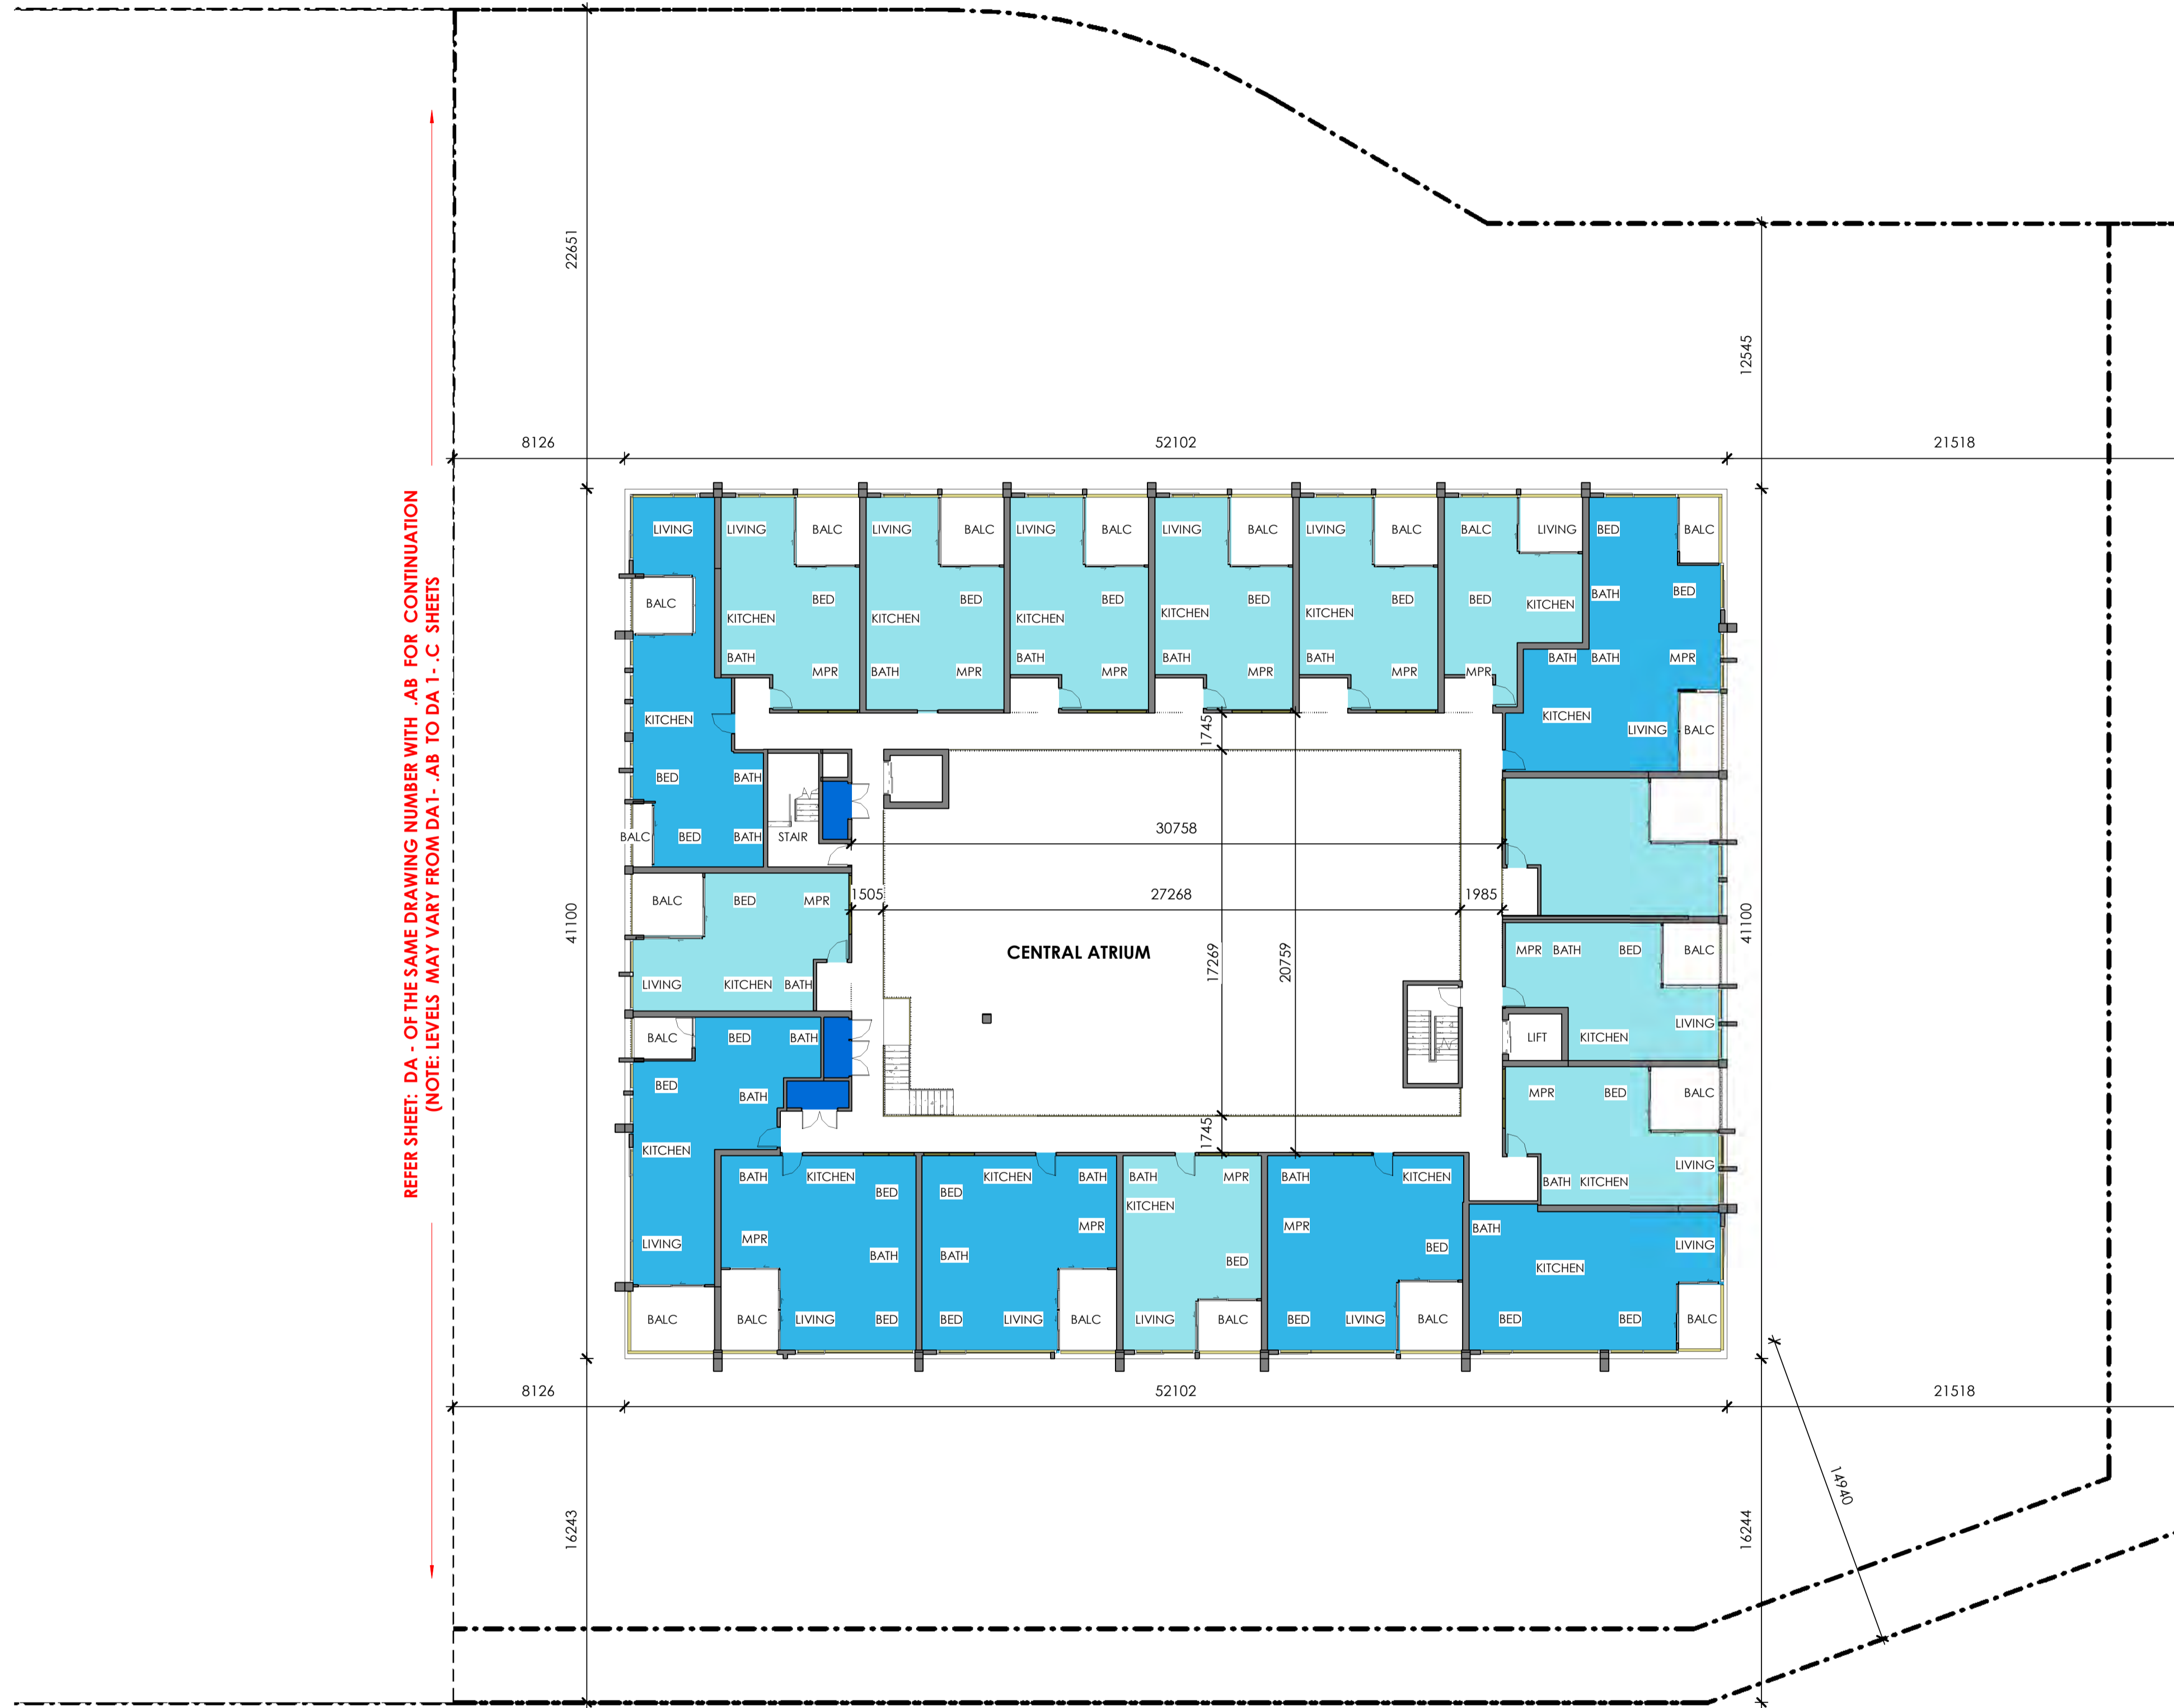 22651
12545
8126
52102
21518
REFER SHEET: DA - OF THE SAME DRAWING NUMBER WITH .AB FOR CONTINUATION
(NOTE: LEVELS MAY VARY FROM DA1- .AB TO DA 1- .C SHEETS
LIVING
LIVING
BALC
LIVING
BALC
LIVING
BALC
LIVING
BALC
LIVING
BALC
BALC
LIVING
BED
BALC
BALC
BED
BED
BED
BED
BED
BED
BATH
BED
KITCHEN
KITCHEN
KITCHEN
KITCHEN
KITCHEN
KITCHEN
BATH
MPR
BATH
MPR
BATH
MPR
BATH
MPR
BATH
MPR
MPR
BATH
BATH
MPR
KITCHEN
1745
KITCHEN
LIVING
BALC
BED
BATH
BALC
BED
BATH
STAIR
30758
BALC
BED
MPR
1505
27268
1985
41100
CENTRAL ATRIUM
17269
20759
41100
MPR
BATH
BED
BALC
LIVING
KITCHEN
BATH
BALC
BED
BATH
LIFT
KITCHEN
LIVING
BED
BATH
MPR
BED
BALC
KITCHEN
1745
LIVING
BATH
KITCHEN
BATH
KITCHEN
BED
KITCHEN
BED
BATH
BATH
MPR
KITCHEN
BATH
KITCHEN
MPR
BATH
MPR
BED
MPR
BATH
LIVING
LIVING
MPR
BATH
BATH
BED
BED
KITCHEN
BALC
BALC
LIVING
BED
BED
LIVING
BALC
LIVING
BALC
BED
LIVING
BALC
BED
BED
BALC
8126
52102
21518
16243
16244
14940